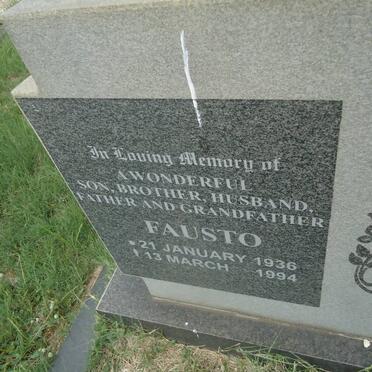 In Loving Memory of
A WONDERFUL
SON, BROTHER, HUSBAND,
FATHER AND GRANDFATHER
FAUSTO
* 21 JANUARY 1936
† 13 MARCH 1994